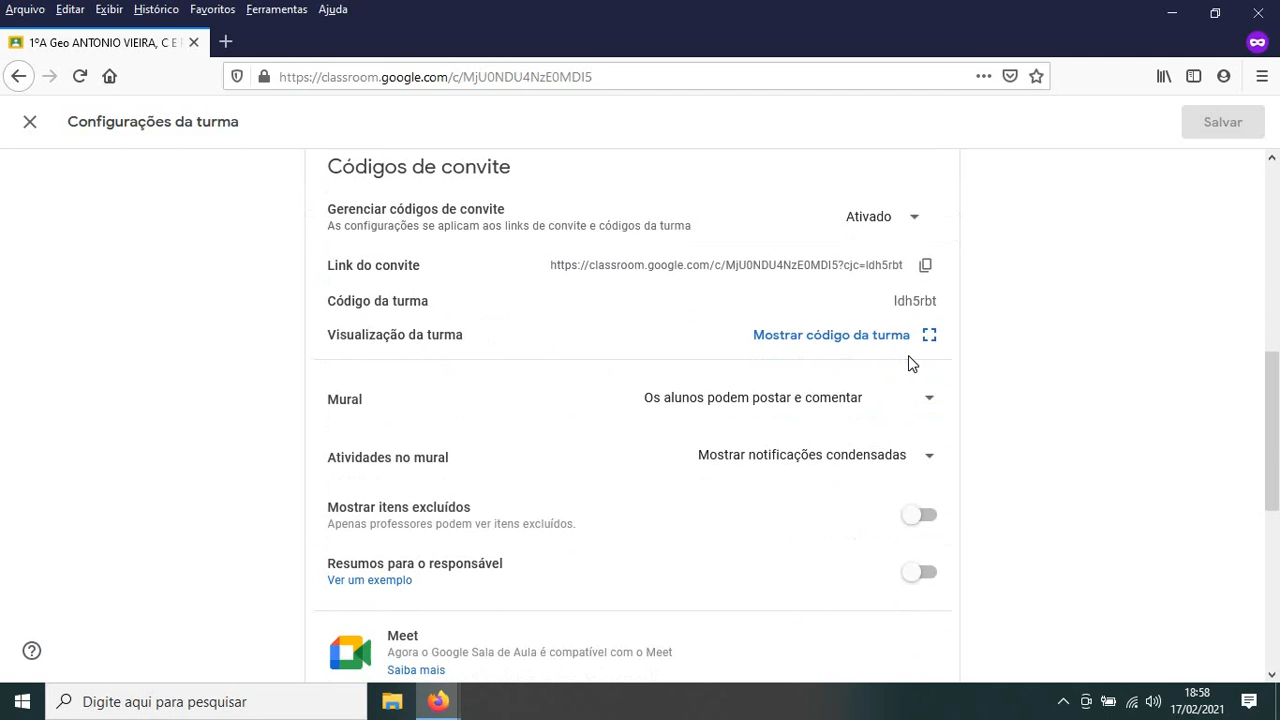 Arquivo Editar Exibir Histórico Favoritos Ferramentas Ajuda
1ºA Geo ANTONIO VIEIRA, C E E
https://classroom.google.com/c/MjU0NDU4NzE0MDI5
Configurações da turma
Salvar
Códigos de convite
Gerenciar códigos de convite
Ativado
As configurações se aplicam aos links de convite e códigos da turma
Link do convite
https://classroom.google.com/c/MjU0NDU4NzE0MDI5?cjc=ldh5rbt
Código da turma
ldh5rbt
Visualização da turma
Mostrar código da turma
Mural
Os alunos podem postar e comentar
Atividades no mural
Mostrar notificações condensadas
Mostrar itens excluídos
Apenas professores podem ver itens excluídos.
Resumos para o responsável
Ver um exemplo
Meet
Agora o Google Sala de Aula é compatível com o Meet
Saiba mais
Digite aqui para pesquisar
18:58
17/02/2021